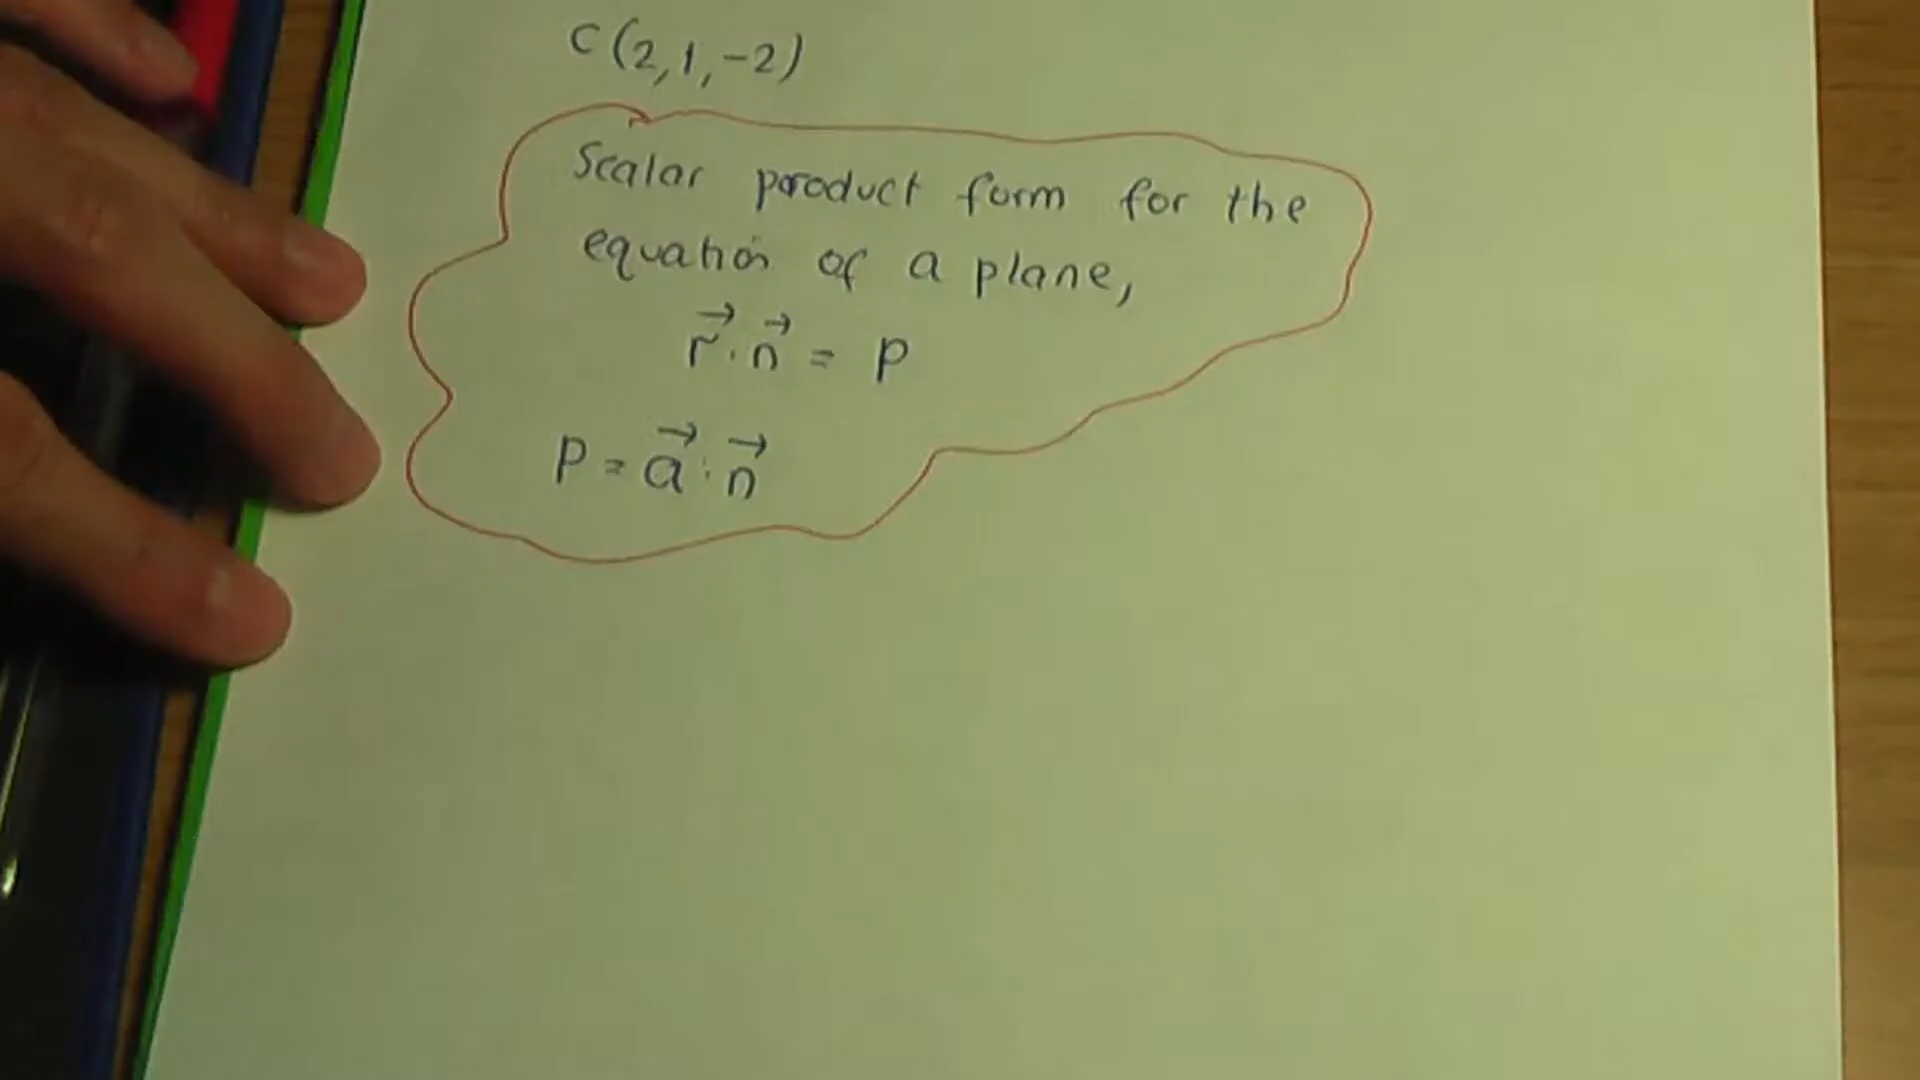 C(2,1,-2)
Scalar product form for the
equation of a plane,
r⃗ . n⃗ = p
p = a⃗ . n⃗